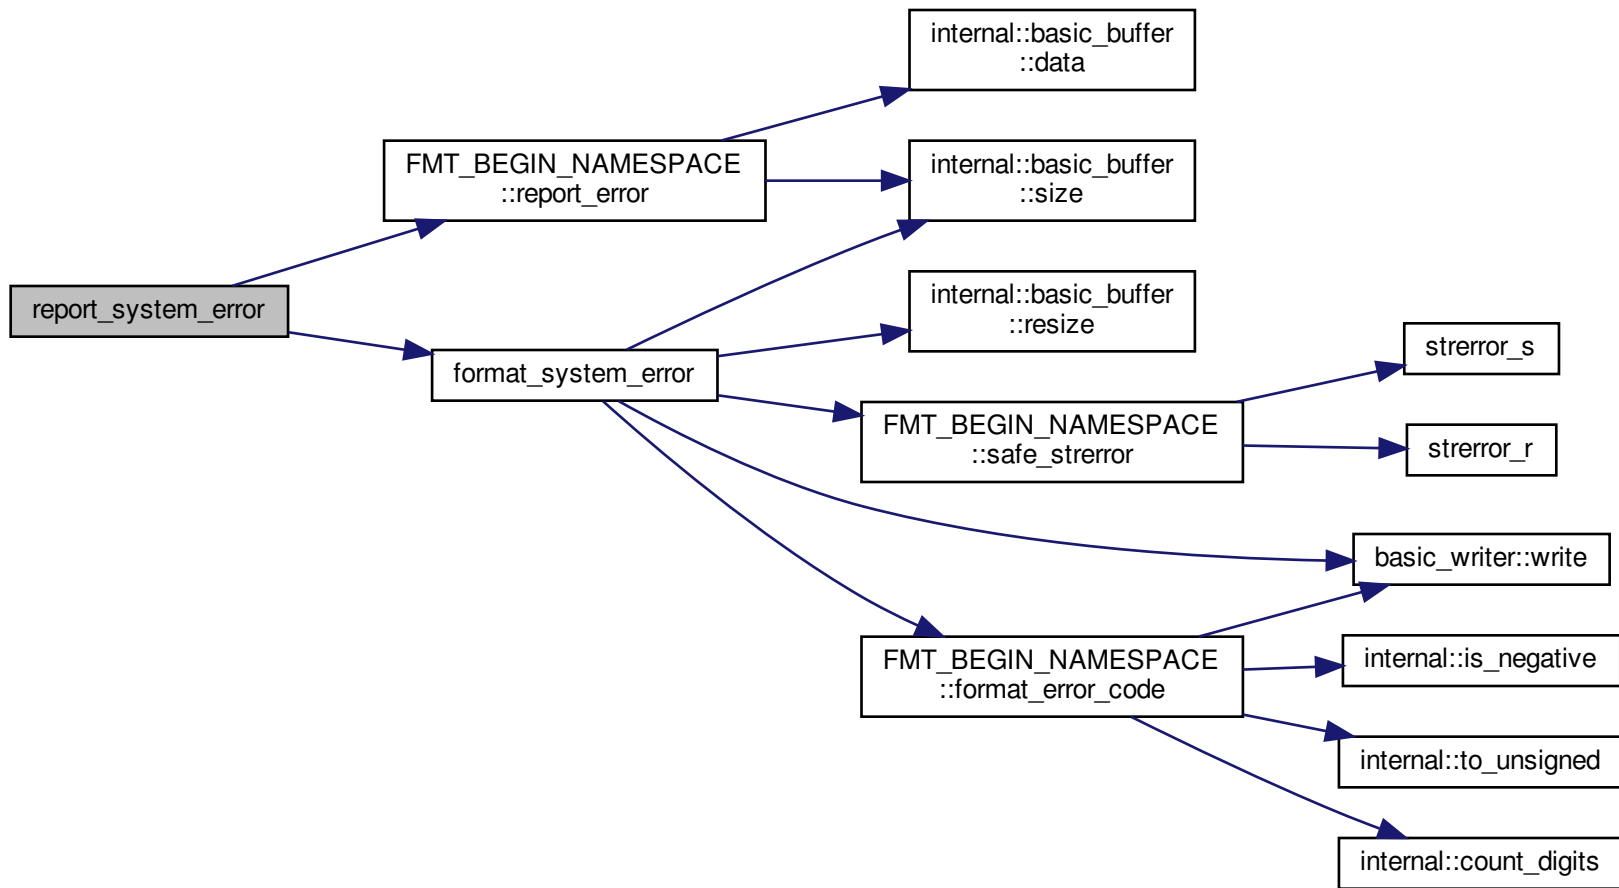 internal::basic_buffer
::data
FMT_BEGIN_NAMESPACE
::report_error
internal::basic_buffer
::size
report_system_error
internal::basic_buffer
::resize
format_system_error
strerror_s
FMT_BEGIN_NAMESPACE
::safe_strerror
strerror_r
basic_writer::write
FMT_BEGIN_NAMESPACE
::format_error_code
internal::is_negative
internal::to_unsigned
internal::count_digits